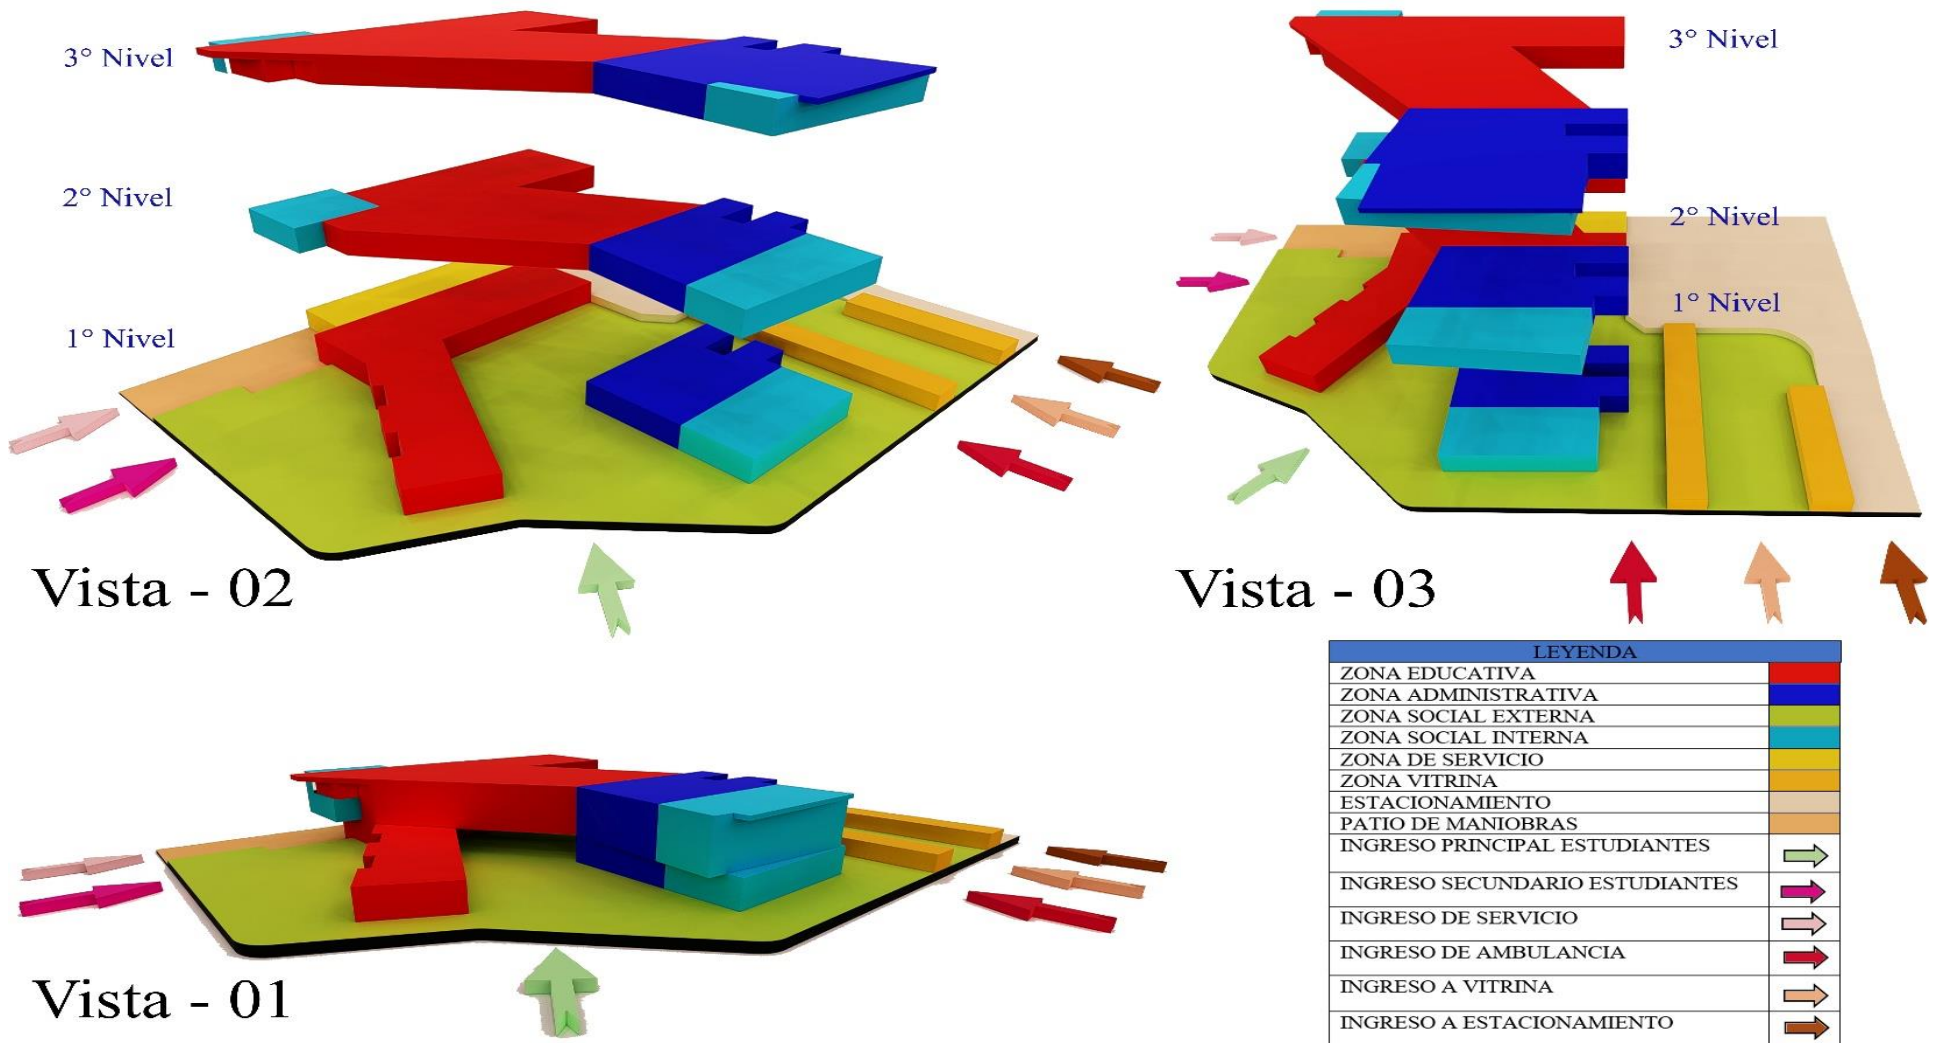 3° Nivel
2° Nivel
1° Nivel
Vista - 02
3° Nivel
2° Nivel
1° Nivel
Vista - 03
Vista - 01
LEYENDA
ZONA EDUCATIVA
ZONA ADMINISTRATIVA
ZONA SOCIAL EXTERNA
ZONA SOCIAL INTERNA
ZONA DE SERVICIO
ZONA VITRINA
ESTACIONAMIENTO
PATIO DE MANIOBRAS
INGRESO PRINCIPAL ESTUDIANTES
INGRESO SECUNDARIO ESTUDIANTES
INGRESO DE SERVICIO
INGRESO DE AMBULANCIA
INGRESO A VITRINA
INGRESO A ESTACIONAMIENTO